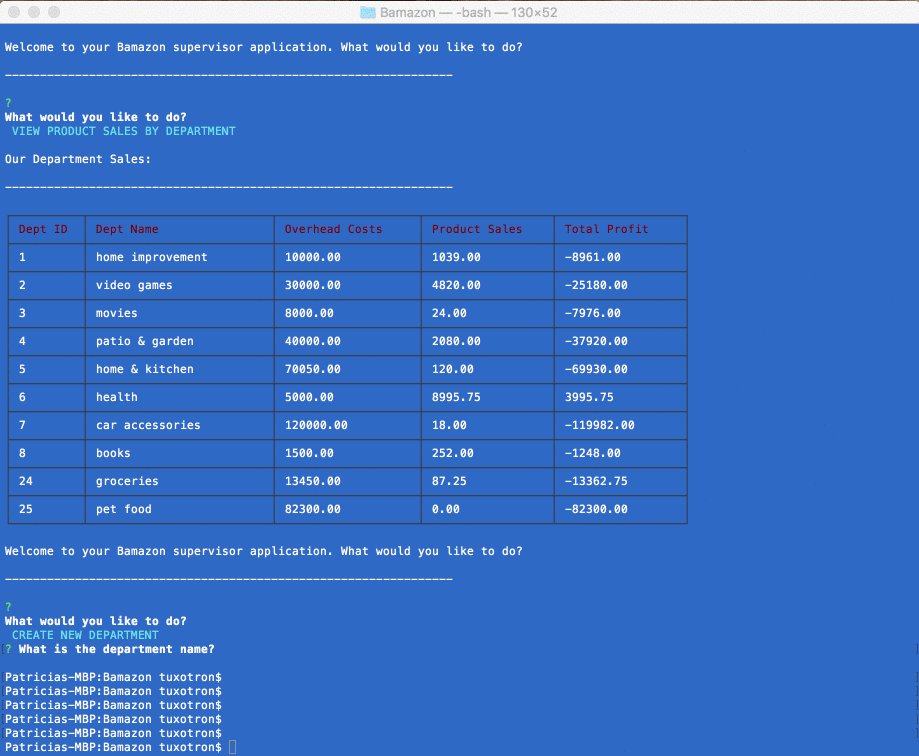 Bamazon — -bash — 130×52
Welcome to your Bamazon supervisor application. What would you like to do?
----------------------------------------------------------------
?
What would you like to do?
VIEW PRODUCT SALES BY DEPARTMENT
Our Department Sales:
----------------------------------------------------------------
Dept ID Dept Name Overhead Costs Product Sales Total Profit
1 home improvement 10000.00 1039.00 -8961.00
2 video games 30000.00 4820.00 -25180.00
3 movies 8000.00 24.00 -7976.00
4 patio & garden 40000.00 2080.00 -37920.00
5 home & kitchen 70050.00 120.00 -69930.00
6 health 5000.00 8995.75 3995.75
7 car accessories 120000.00 18.00 -119982.00
8 books 1500.00 252.00 -1248.00
24 groceries 13450.00 87.25 -13362.75
25 pet food 82300.00 0.00 -82300.00
Welcome to your Bamazon supervisor application. What would you like to do?
----------------------------------------------------------------
?
What would you like to do?
CREATE NEW DEPARTMENT
? What is the department name?
Patricias-MBP:Bamazon tuxotron$
Patricias-MBP:Bamazon tuxotron$
Patricias-MBP:Bamazon tuxotron$
Patricias-MBP:Bamazon tuxotron$
Patricias-MBP:Bamazon tuxotron$
Patricias-MBP:Bamazon tuxotron$